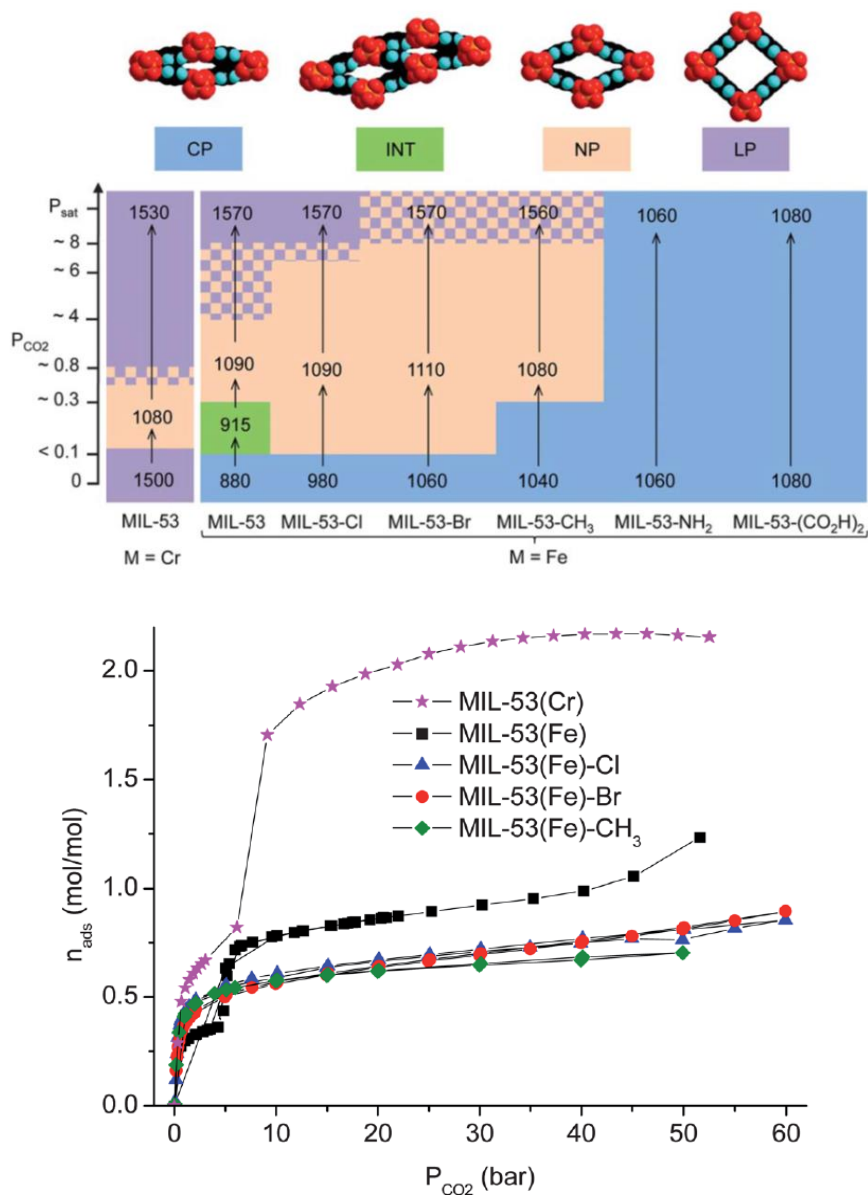 CP INT NP LP
P_sat
~ 8
~ 6
~ 4
P_CO2
~ 0.8
~ 0.3
< 0.1
0
1530 1570 1570 1570 1560 1060 1080
1080 1090 1090 1110 1080
915
1500 880 980 1060 1040 1060 1080
MIL-53 MIL-53 MIL-53-Cl MIL-53-Br MIL-53-CH3 MIL-53-NH2 MIL-53-(CO2H)2
M = Cr M = Fe
n_ads (mol/mol)
2.0
1.5
1.0
0.5
0.0
MIL-53(Cr)
MIL-53(Fe)
MIL-53(Fe)-Cl
MIL-53(Fe)-Br
MIL-53(Fe)-CH3
0 10 20 30 40 50 60
P_CO2 (bar)